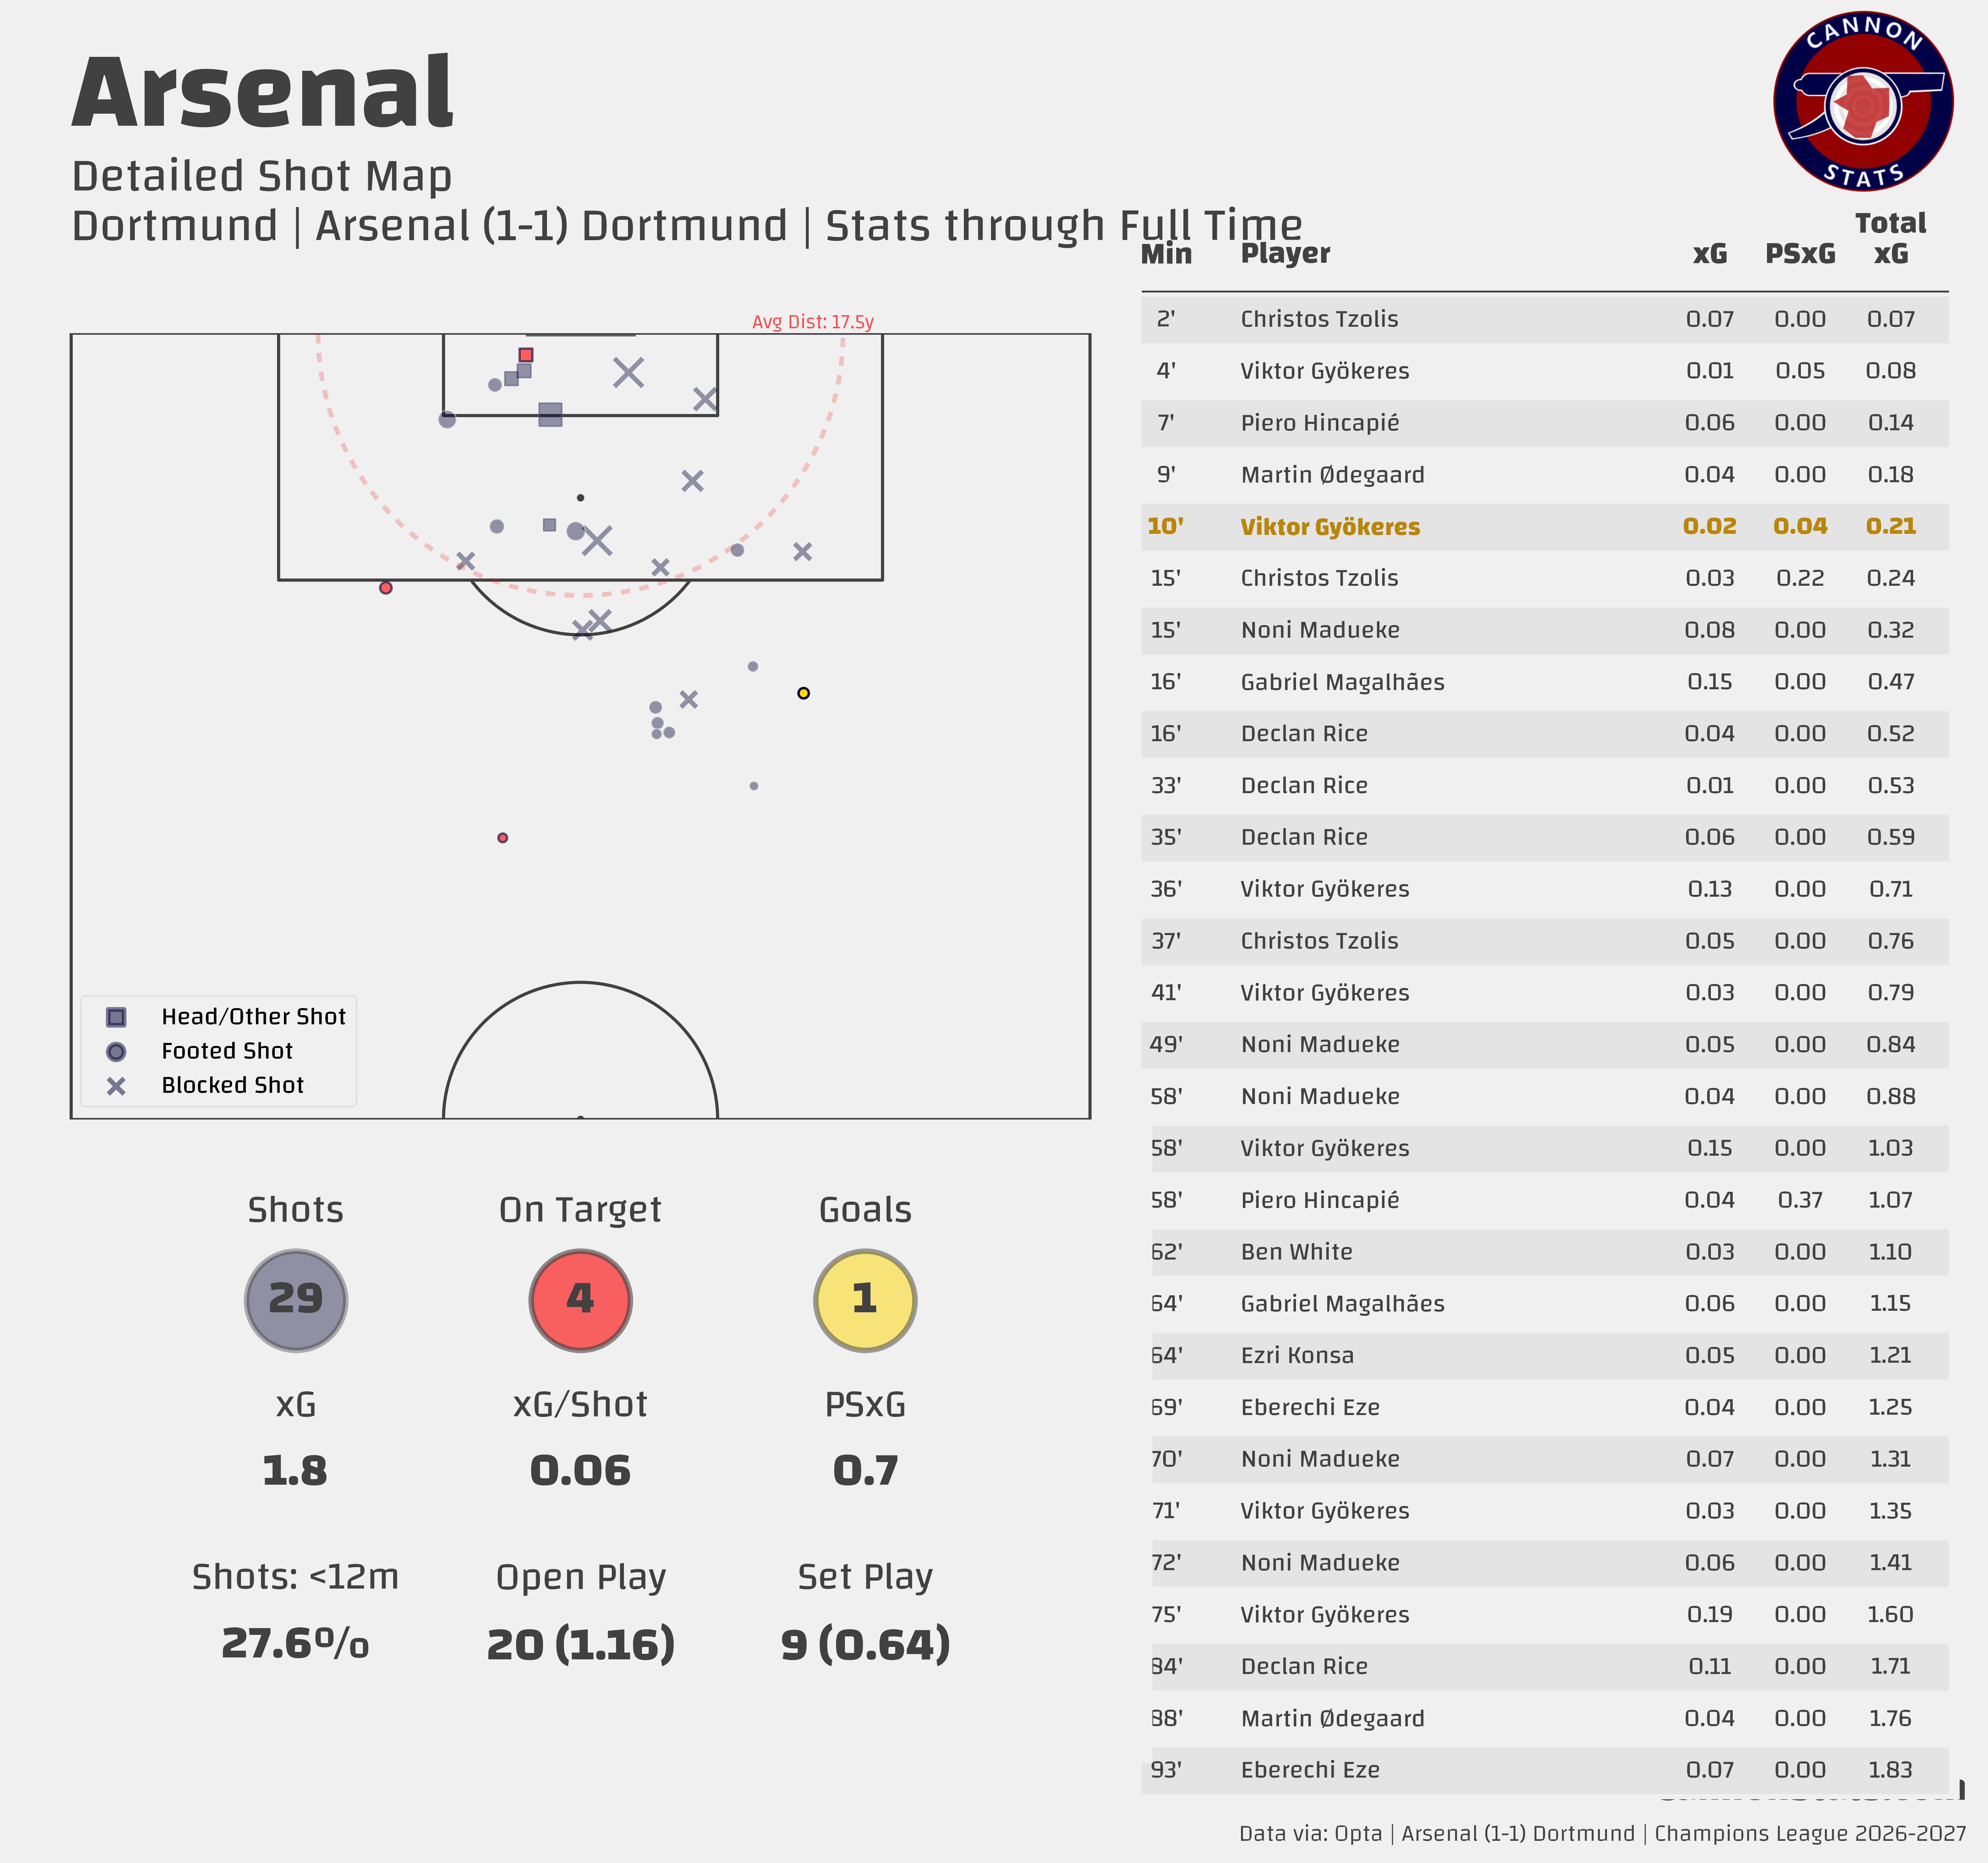 Arsenal
Detailed Shot Map
Dortmund | Arsenal (1-1) Dortmund | Stats through Full Time
CANNON
STATS
Min Player xG PSxG Total xG
2' Christos Tzolis 0.07 0.00 0.07
4' Viktor Gyökeres 0.01 0.05 0.08
7' Piero Hincapié 0.06 0.00 0.14
9' Martin Ødegaard 0.04 0.00 0.18
10' Viktor Gyökeres 0.02 0.04 0.21
15' Christos Tzolis 0.03 0.22 0.24
15' Noni Madueke 0.08 0.00 0.32
16' Gabriel Magalhães 0.15 0.00 0.47
16' Declan Rice 0.04 0.00 0.52
33' Declan Rice 0.01 0.00 0.53
35' Declan Rice 0.06 0.00 0.59
36' Viktor Gyökeres 0.13 0.00 0.71
37' Christos Tzolis 0.05 0.00 0.76
41' Viktor Gyökeres 0.03 0.00 0.79
49' Noni Madueke 0.05 0.00 0.84
58' Noni Madueke 0.04 0.00 0.88
58' Viktor Gyökeres 0.15 0.00 1.03
58' Piero Hincapié 0.04 0.37 1.07
62' Ben White 0.03 0.00 1.10
64' Gabriel Magalhães 0.06 0.00 1.15
64' Ezri Konsa 0.05 0.00 1.21
69' Eberechi Eze 0.04 0.00 1.25
70' Noni Madueke 0.07 0.00 1.31
71' Viktor Gyökeres 0.03 0.00 1.35
72' Noni Madueke 0.06 0.00 1.41
75' Viktor Gyökeres 0.19 0.00 1.60
84' Declan Rice 0.11 0.00 1.71
88' Martin Ødegaard 0.04 0.00 1.76
93' Eberechi Eze 0.07 0.00 1.83
Avg Dist: 17.5y
Head/Other Shot
Footed Shot
Blocked Shot
Shots On Target Goals
29 4 1
xG xG/Shot PSxG
1.8 0.06 0.7
Shots: <12m Open Play Set Play
27.6% 20 (1.16) 9 (0.64)
Data via: Opta | Arsenal (1-1) Dortmund | Champions League 2026-2027